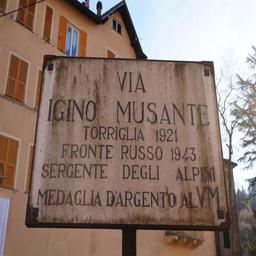 VIA
IGINO MUSANTE
TORRIGLIA 1921
FRONTE RUSSO 1943
SERGENTE DEGLI ALPINI
MEDAGLIA D'ARGENTO AL V.M.